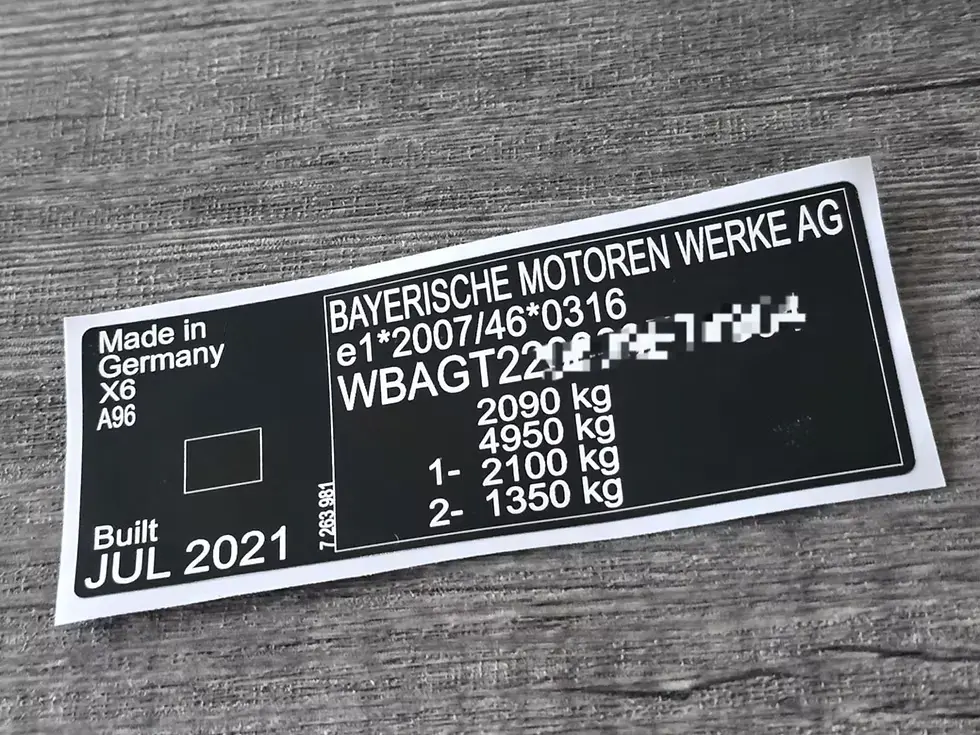 Made in
Germany
X6
A96
Built
JUL 2021
7 263 981
BAYERISCHE MOTOREN WERKE AG
e1*2007/46*0316
WBAGT22
2090 kg
4950 kg
1- 2100 kg
2- 1350 kg